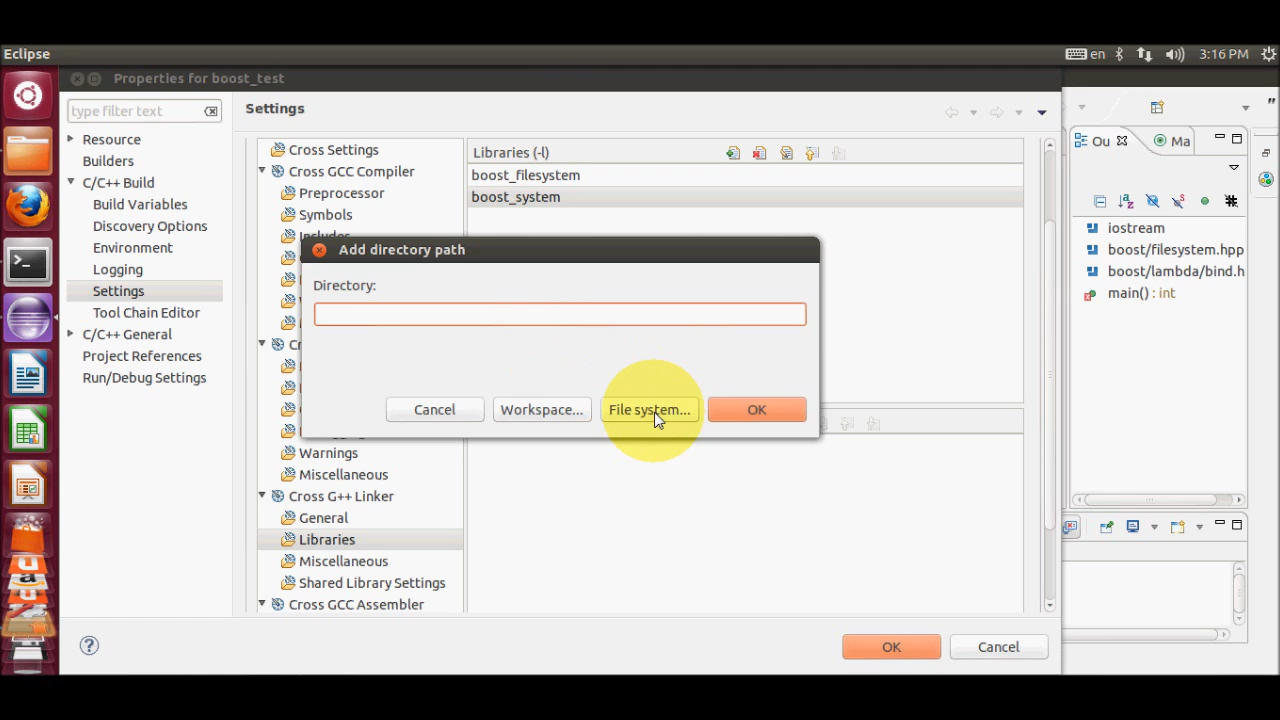 Eclipse
en
3:16 PM
Properties for boost_test
type filter text
Settings
Resource
Builders
C/C++ Build
Build Variables
Discovery Options
Environment
Logging
Settings
Tool Chain Editor
C/C++ General
Project References
Run/Debug Settings
Cross Settings
Cross GCC Compiler
Preprocessor
Symbols
Includes
Warnings
Miscellaneous
Cross G++ Linker
General
Libraries
Miscellaneous
Shared Library Settings
Cross GCC Assembler
Libraries (-l)
boost_filesystem
boost_system
Add directory path
Directory:
Cancel
Workspace...
File system...
OK
OK
Cancel
Ou
Ma
iostream
boost/filesystem.hpp
boost/lambda/bind.h
main() : int